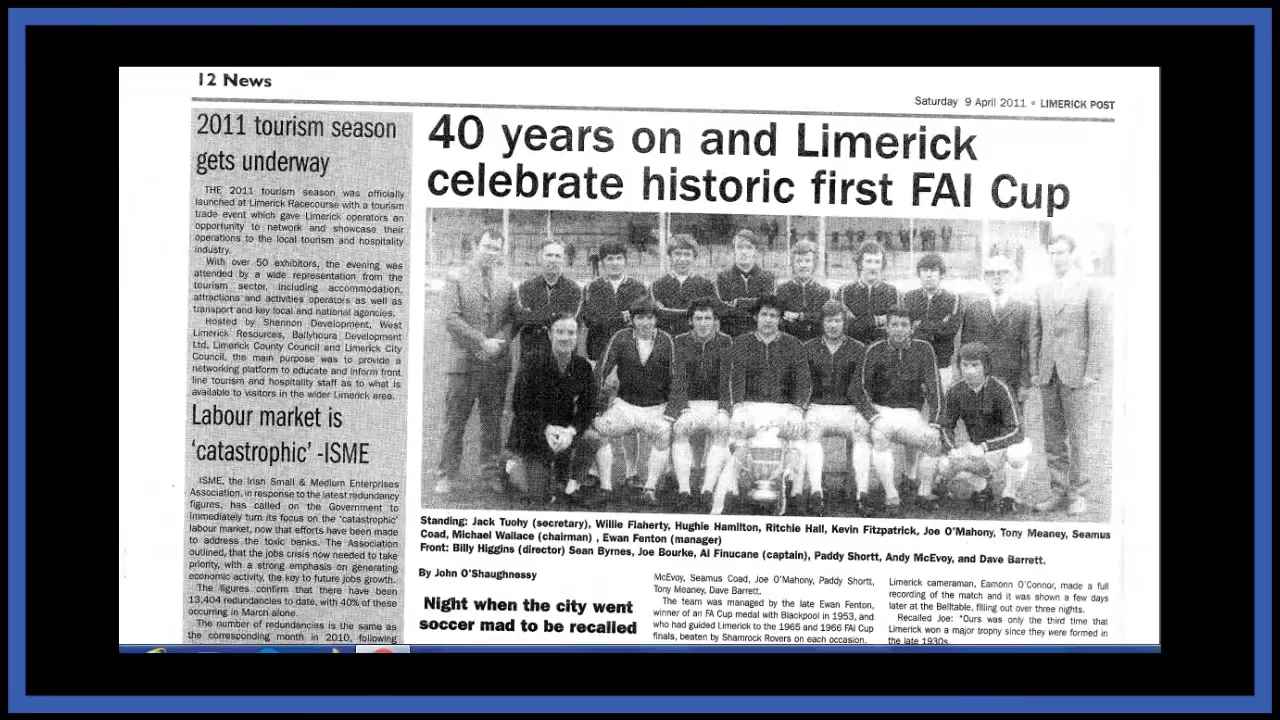 12 News
Saturday 9 April 2011 • LIMERICK POST
2011 tourism season
gets underway
THE 2011 tourism season was officially
launched at Limerick Racecourse with a tourism
trade event which gave Limerick operators an
opportunity to network and showcase their
operations to the local tourism and hospitality
industry.
With over 50 exhibitors, the evening was
attended by a wide representation from the
tourism sector, including accommodation,
attractions and activities operators as well as
transport and key local and national agencies.
Hosted by Shannon Development, West
Limerick Resources, Ballyhoura Development
Ltd, Limerick County Council and Limerick City
Council, the main purpose was to provide a
networking platform to educate and inform front
line tourism and hospitality staff as to what is
available to visitors in the wider Limerick area.
Labour market is
'catastrophic' -ISME
ISME, the Irish Small & Medium Enterprises
Association, in response to the latest redundancy
figures, has called on the Government to
immediately turn its focus on the 'catastrophic'
labour market, now that efforts have been made
to address the toxic banks. The Association
outlined, that the jobs crisis now needed to take
priority, with a strong emphasis on generating
economic activity, the key to future jobs growth.
The figures confirm that there have been
13,404 redundancies to date, with 40% of these
occurring in March alone.
The number of redundancies is the same as
the corresponding month in 2010, following
40 years on and Limerick
celebrate historic first FAI Cup
Standing: Jack Tuohy (secretary), Willie Flaherty, Hughie Hamilton, Ritchie Hall, Kevin Fitzpatrick, Joe O'Mahony, Tony Meaney, Seamus
Coad, Michael Wallace (chairman) , Ewan Fenton (manager)
Front: Billy Higgins (director) Sean Byrnes, Joe Bourke, Al Finucane (captain), Paddy Shortt, Andy McEvoy, and Dave Barrett.
By John O'Shaughnessy
Night when the city went
soccer mad to be recalled
McEvoy, Seamus Coad, Joe O'Mahony, Paddy Shortt,
Tony Meaney, Dave Barrett.
The team was managed by the late Ewan Fenton,
winner of an FA Cup medal with Blackpool in 1953, and
who had guided Limerick to the 1965 and 1966 FAI Cup
finals, beaten by Shamrock Rovers on each occasion.
Limerick cameraman, Eamonn O'Connor, made a full
recording of the match and it was shown a few days
later at the Belltable, filling out over three nights.
Recalled Joe: "Ours was only the third time that
Limerick won a major trophy since they were formed in
the late 1930s.